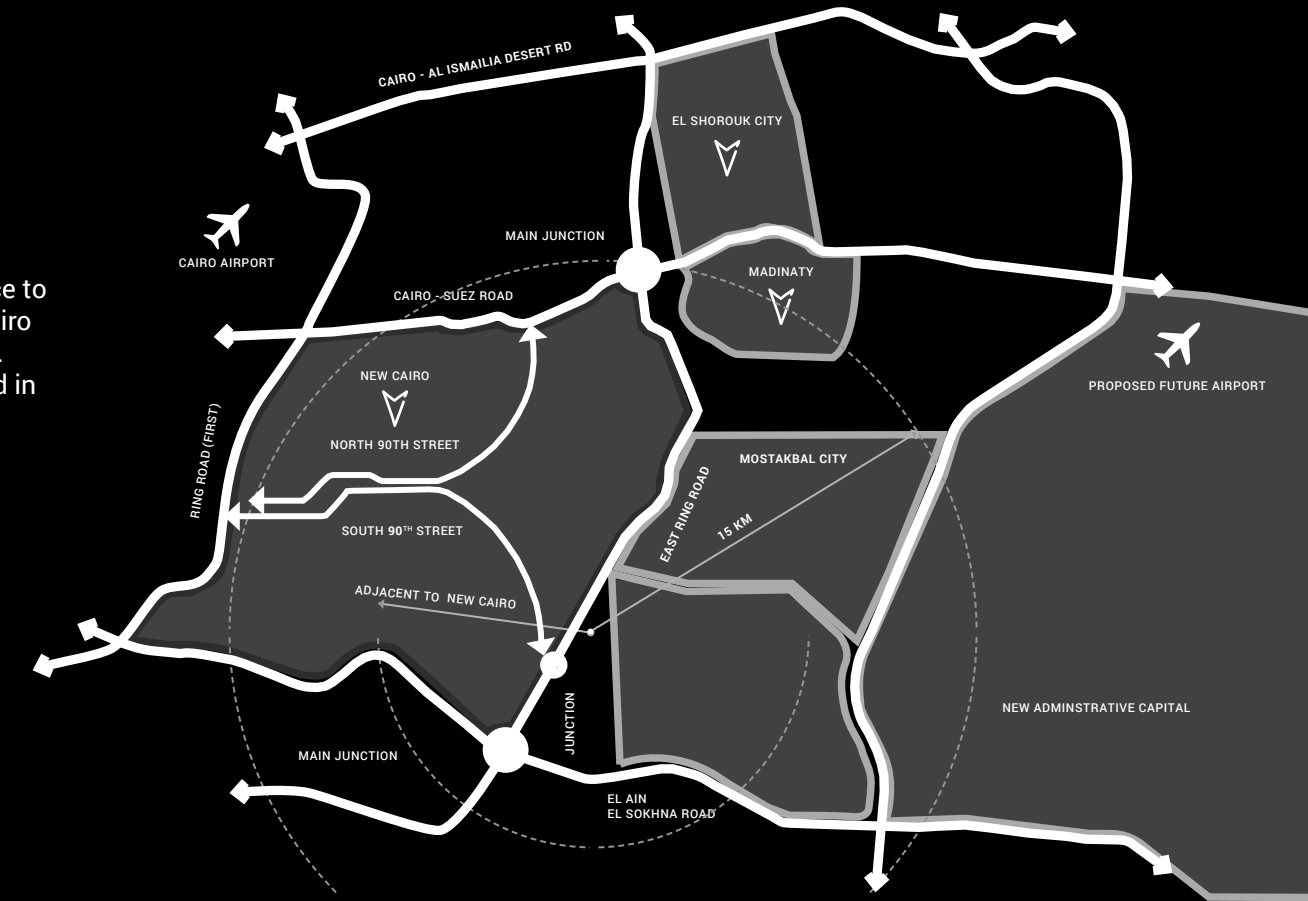 CAIRO - AL ISMAILIA DESERT RD
EL SHOROUK CITY
MAIN JUNCTION
CAIRO AIRPORT
MADINATY
ce to
iro
d in
CAIRO - SUEZ ROAD
NEW CAIRO
PROPOSED FUTURE AIRPORT
NORTH 90TH STREET
RING ROAD (FIRST)
MOSTAKBAL CITY
EAST RING ROAD
15 KM
SOUTH 90TH STREET
ADJACENT TO NEW CAIRO
NEW ADMINSTRATIVE CAPITAL
JUNCTION
MAIN JUNCTION
EL AIN
EL SOKHNA ROAD